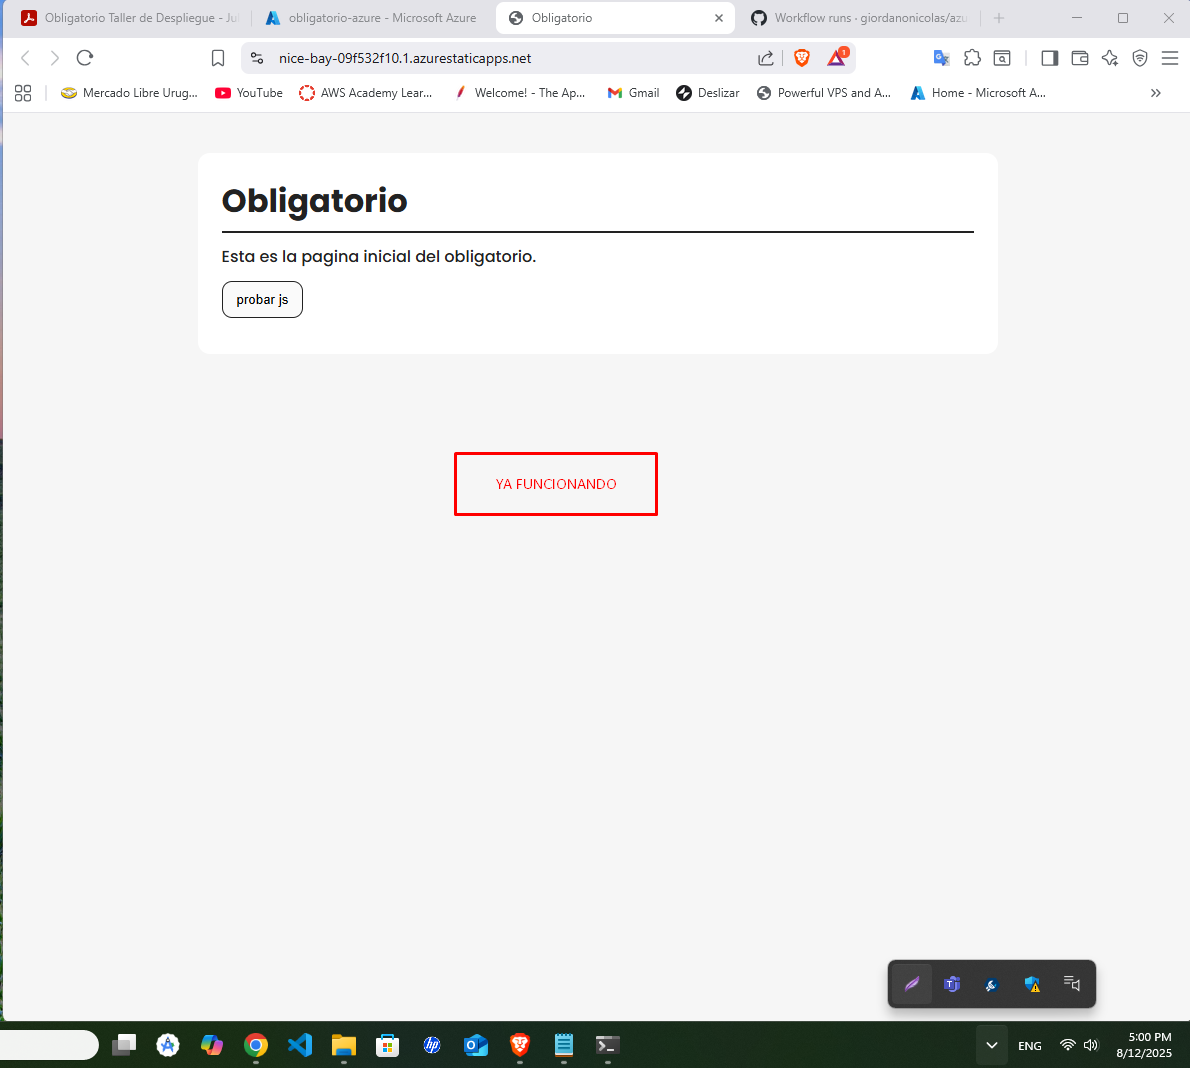 Obligatorio Taller de Despliegue - Ju
obligatorio-azure - Microsoft Azure
Obligatorio
Workflow runs · giordanonicolas/azu
nice-bay-09f532f10.1.azurestaticapps.net
1
Mercado Libre Urug...
YouTube
AWS Academy Lear...
Welcome! - The Ap...
Gmail
Deslizar
Powerful VPS and A...
Home - Microsoft A...
Obligatorio
Esta es la pagina inicial del obligatorio.
probar js
YA FUNCIONANDO
ENG
5:00 PM
8/12/2025